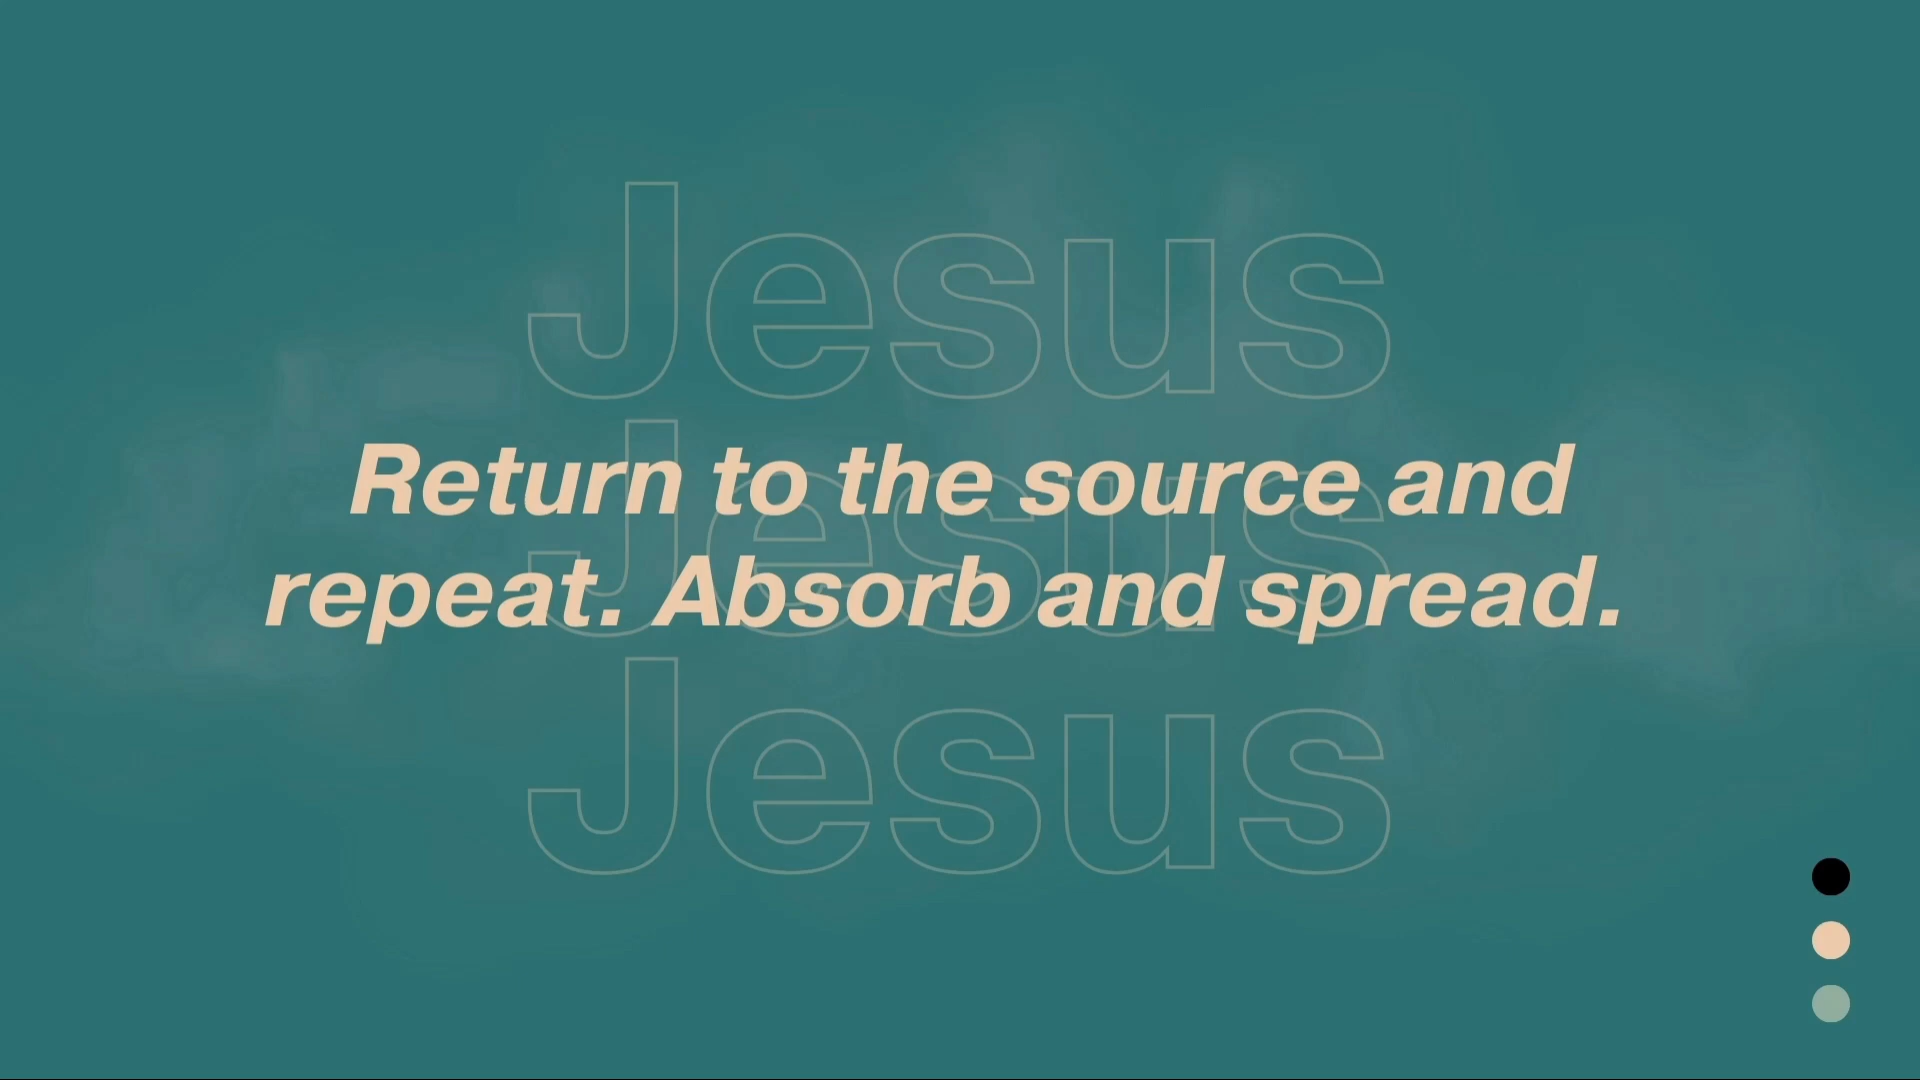 Jesus
Jesus
Return to the source and
repeat. Absorb and spread.
Jesus